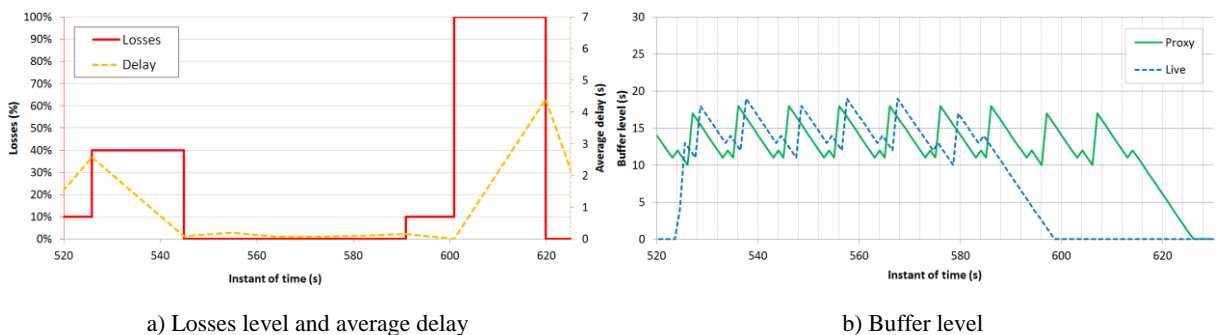 100%
90%
80%
70%
60%
50%
40%
30%
20%
10%
0%
Losses (%)
Losses
Delay
7
6
5
4
3
2
1
0
Average delay (s)
520 540 560 580 600 620
Instant of time (s)
a) Losses level and average delay
30
25
20
15
10
5
0
Buffer level (s)
Proxy
Live
520 540 560 580 600 620
Instant of time (s)
b) Buffer level